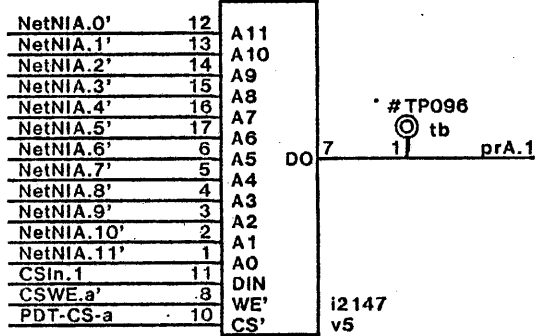 NetNIA.0' 12 A11
NetNIA.1' 13 A10
NetNIA.2' 14 A9
NetNIA.3' 15 A8
NetNIA.4' 16 A7
NetNIA.5' 17 A6
NetNIA.6' 6 A5 DO 7 1 prA.1
NetNIA.7' 5 A4
NetNIA.8' 4 A3
NetNIA.9' 3 A2
NetNIA.10' 2 A1
NetNIA.11' 1 A0
CSIn.1 11 DIN
CSWE.a' 8 WE'
PDT-CS-a 10 CS'
#TP096
tb
i2147
v5